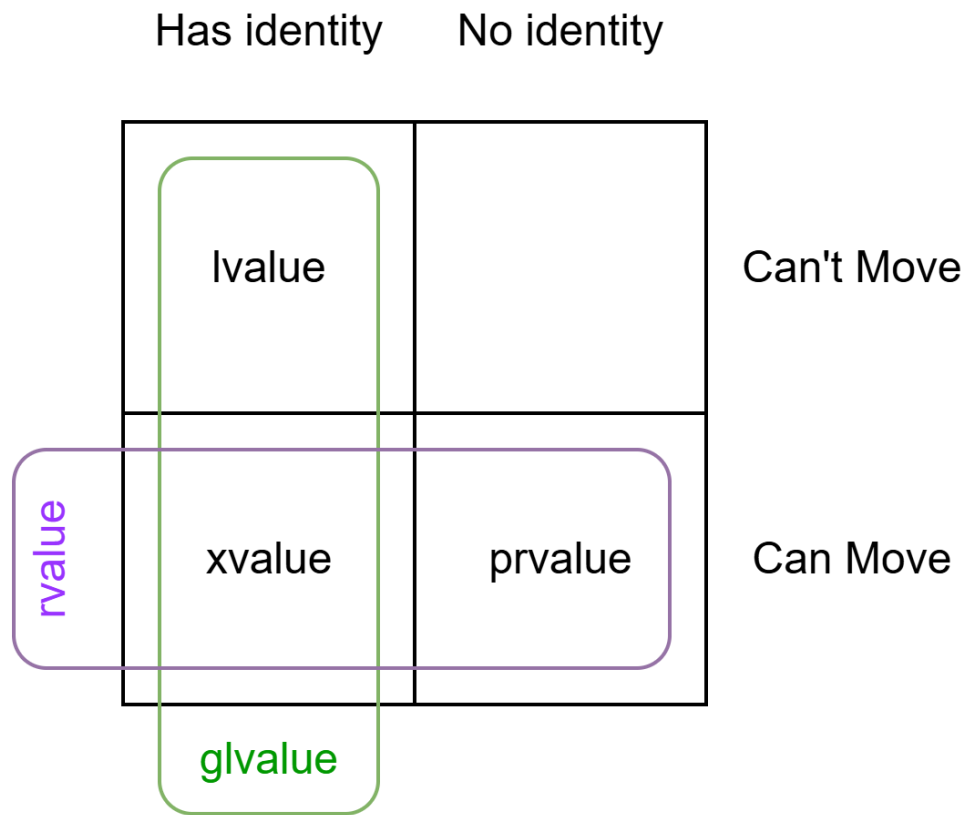 Has identity
No identity
lvalue
Can't Move
rvalue
xvalue
prvalue
Can Move
glvalue